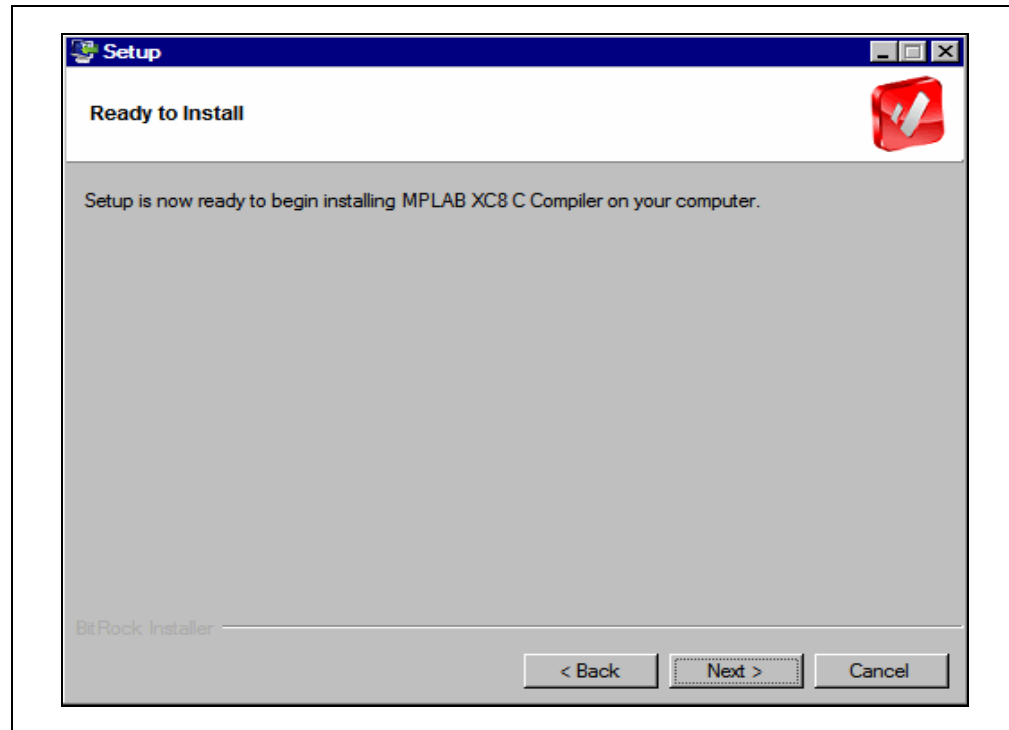 Setup
Ready to Install
Setup is now ready to begin installing MPLAB XC8 C Compiler on your computer.
BitRock Installer
< Back Next > Cancel